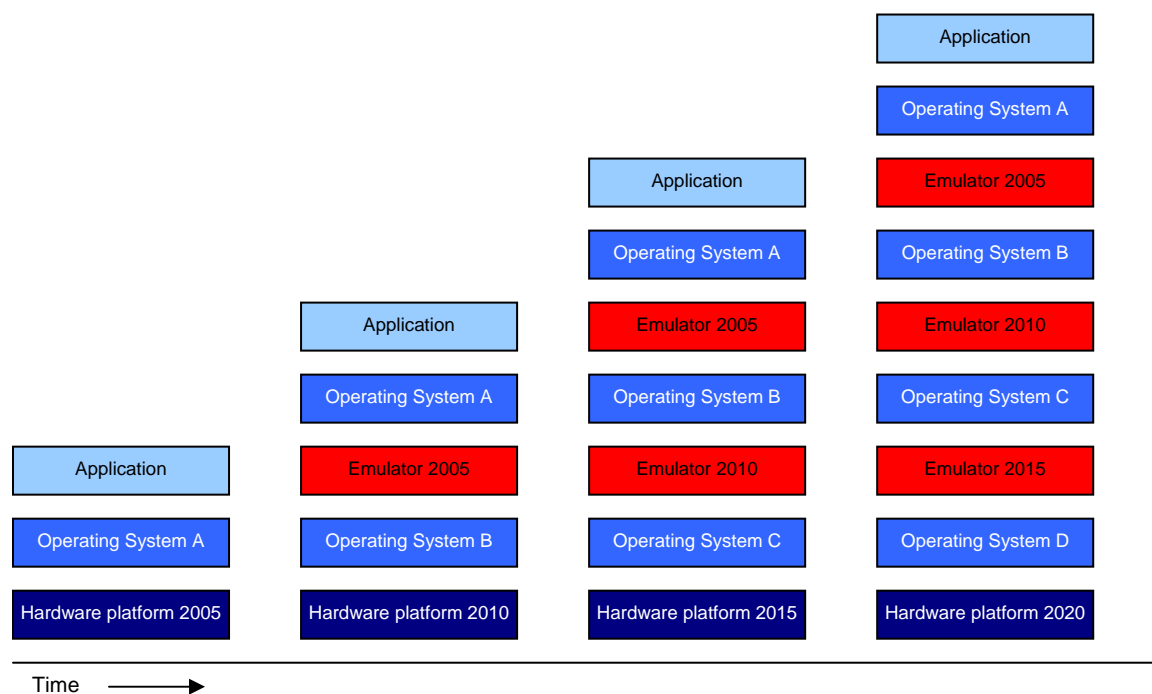 Application
Operating System A
Application
Emulator 2005
Operating System A
Operating System B
Application
Emulator 2005
Emulator 2010
Operating System A
Operating System B
Operating System C
Application
Emulator 2005
Emulator 2010
Emulator 2015
Operating System A
Operating System B
Operating System C
Operating System D
Hardware platform 2005
Hardware platform 2010
Hardware platform 2015
Hardware platform 2020
Time